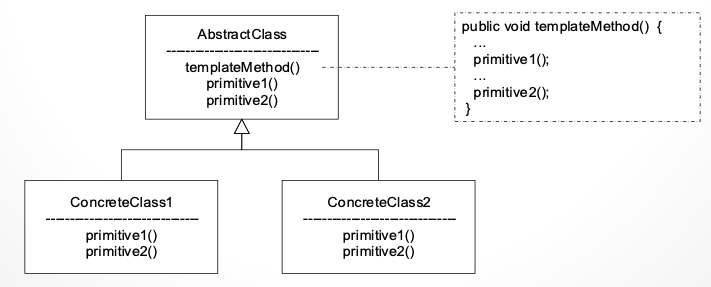 AbstractClass
templateMethod()
primitive1()
primitive2()
public void templateMethod() {
...
primitive1();
...
primitive2();
}
ConcreteClass1
primitive1()
primitive2()
ConcreteClass2
primitive1()
primitive2()